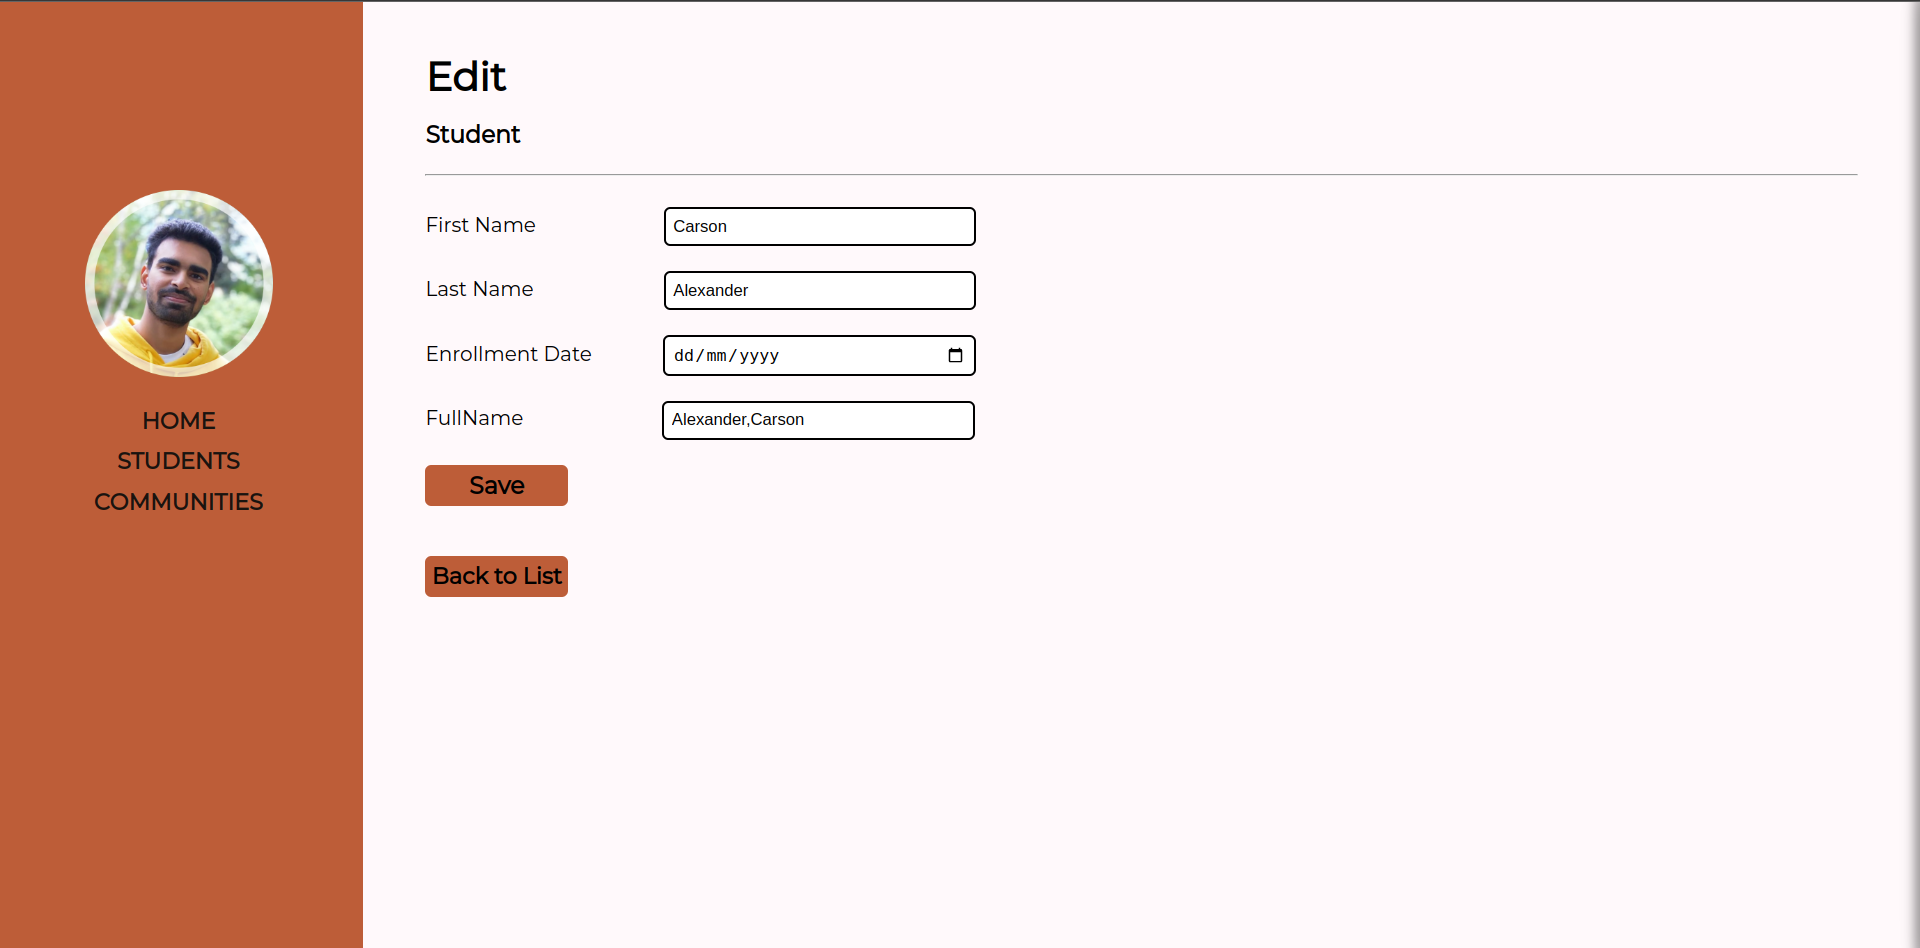 HOME
STUDENTS
COMMUNITIES
Edit
Student
First Name
Carson
Last Name
Alexander
Enrollment Date
dd/mm/yyyy
FullName
Alexander,Carson
Save
Back to List